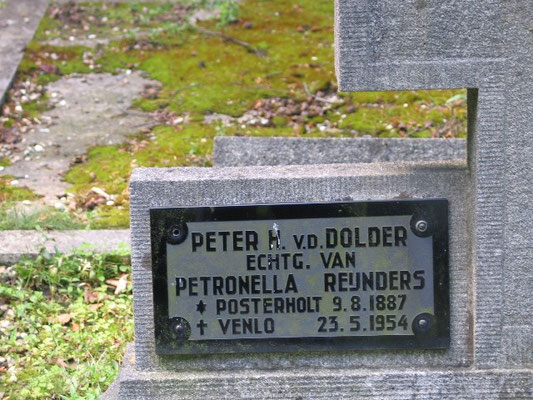 PETER H. V.D. DOLDER
ECHTG. VAN
PETRONELLA REIJNDERS
* POSTERHOLT 9.8.1887
† VENLO 23.5.1954